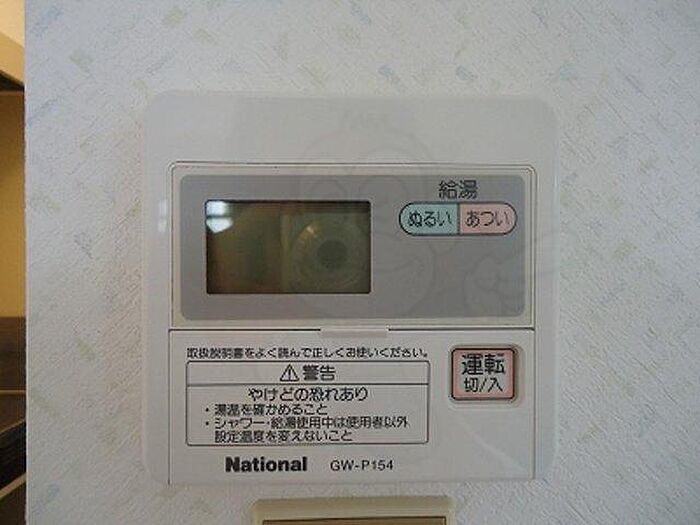 給湯
ぬるい あつい
取扱説明書をよく読んで正しくお使いください。
⚠警告
やけどの恐れあり
・湯温を確かめること
・シャワー・給湯使用中は使用者以外
設定温度を変えないこと
運転
切/入
National GW-P154